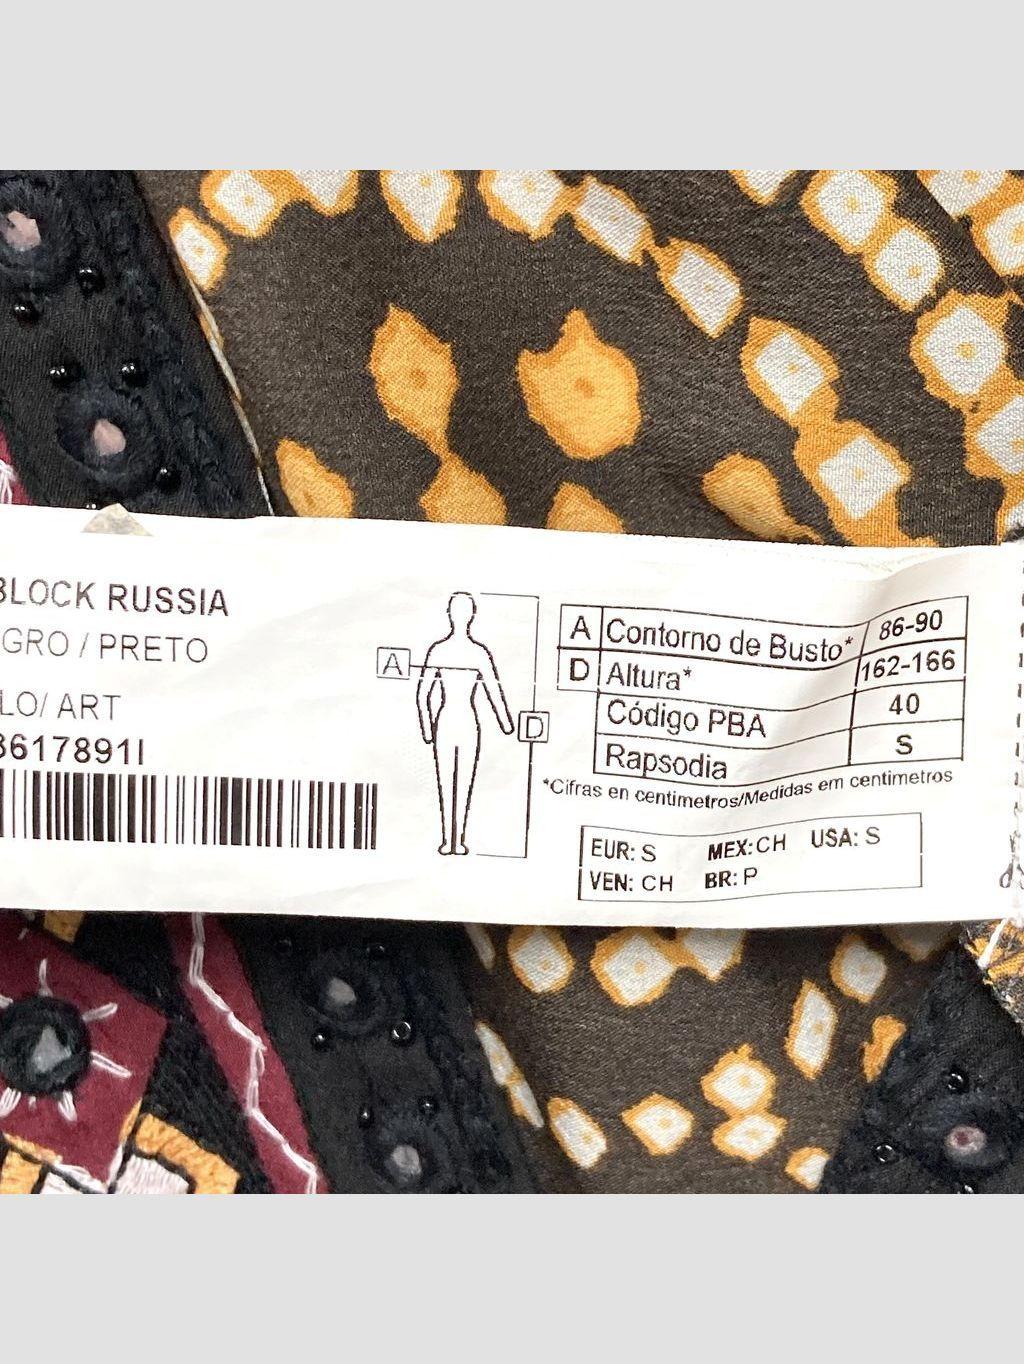 BLOCK RUSSIA
GRO / PRETO
LO/ ART
8617891I
A
D
A Contorno de Busto* 86-90
D Altura* 162-166
Código PBA 40
Rapsodia S
*Cifras en centimetros/Medidas em centimetros
EUR: S MEX: CH USA: S
VEN: CH BR: P